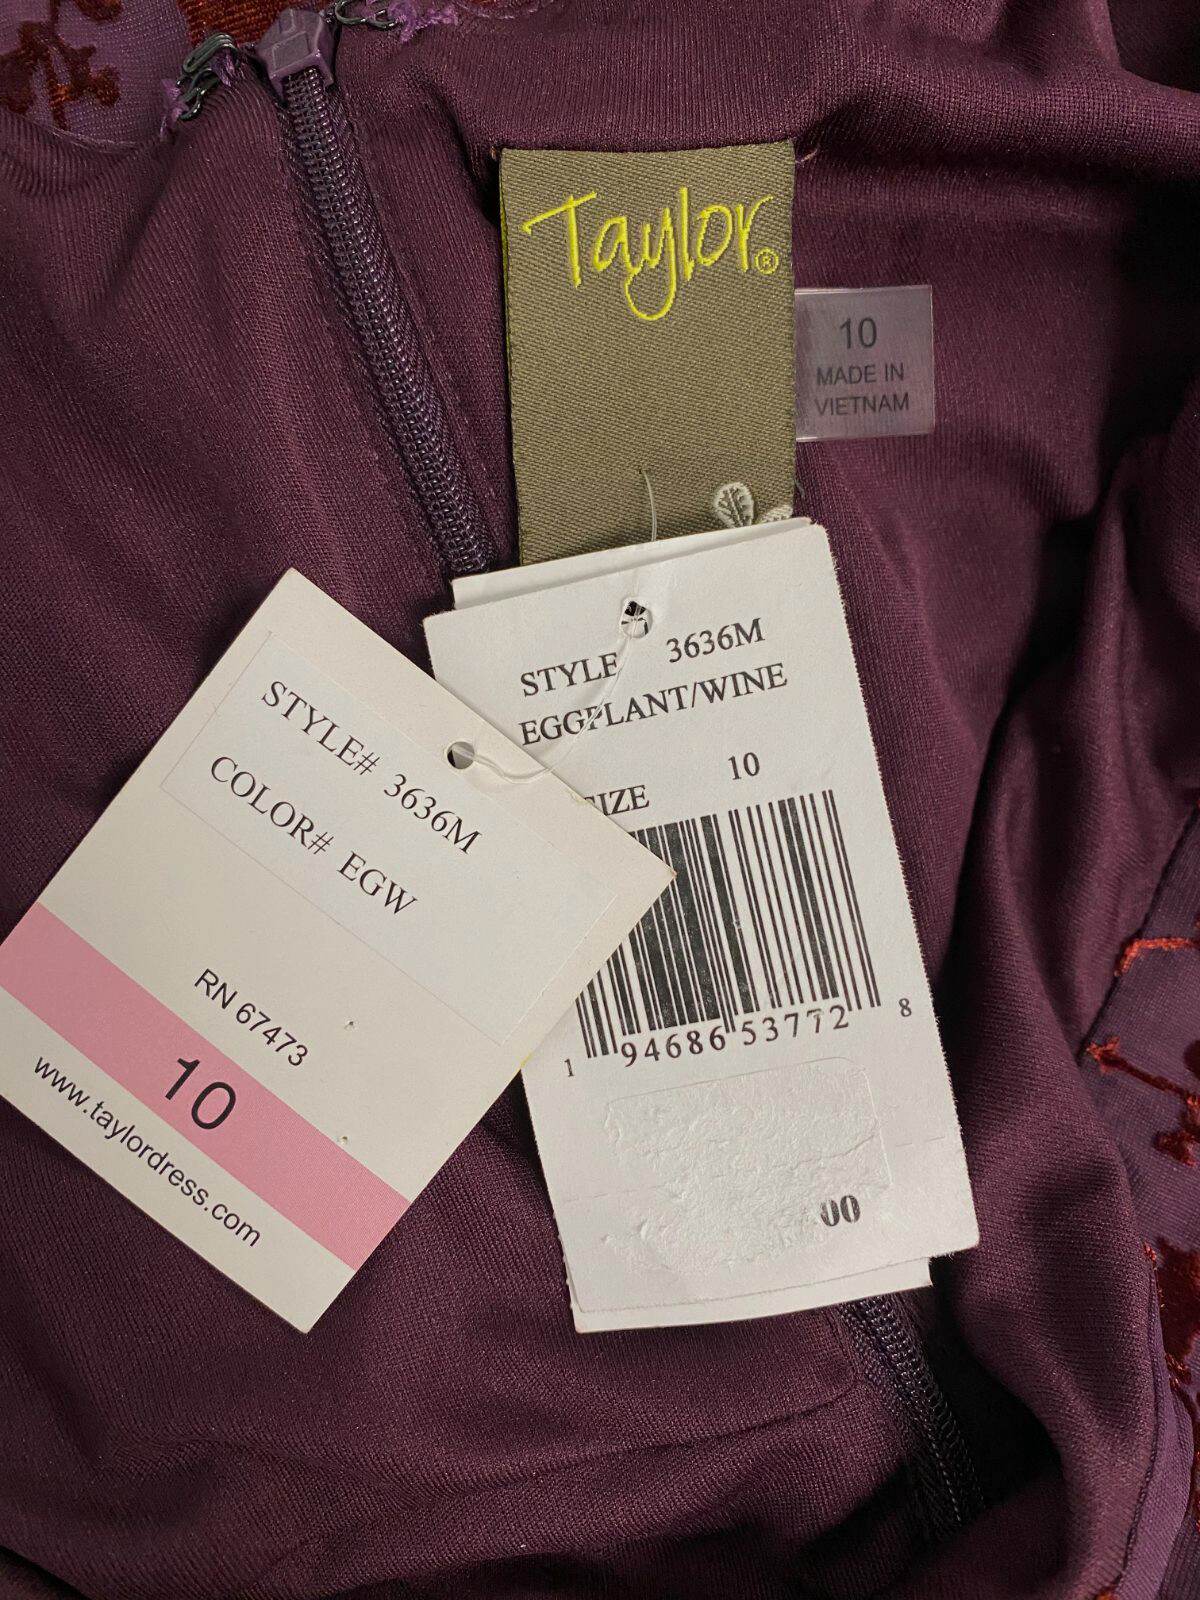 Taylor®
10
MADE IN
VIETNAM
STYLE 3636M
EGGPLANT/WINE
SIZE 10
1 94686 53772 8
00
STYLE# 3636M
COLOR# EGW
RN 67473
10
www.taylordress.com